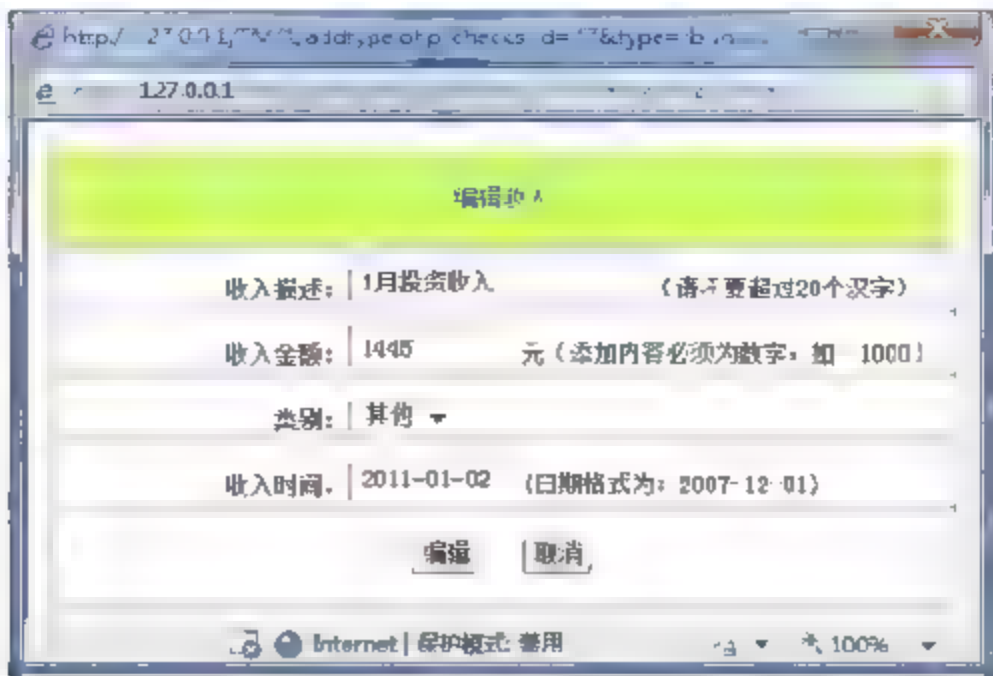 127.0.0.1
编辑收入
收入描述: 1月投资收入 (请不要超过20个汉字)
收入金额: 1445 元(添加内容必须为数字,如 1000)
类别: 其他
收入时间: 2011-01-02 (日期格式为: 2007-12-01)
编辑 取消
Internet | 保护模式: 禁用 100%